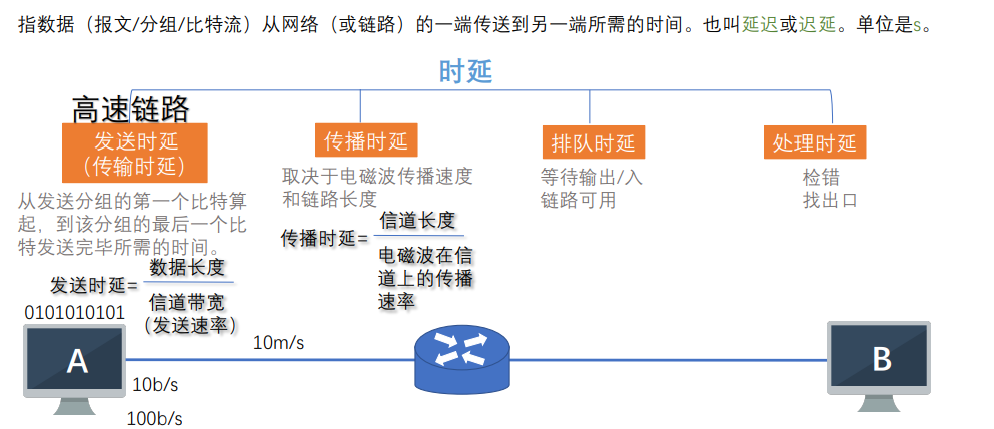 指数据（报文/分组/比特流）从网络（或链路）的一端传送到另一端所需的时间。也叫延迟或迟延。单位是s。
时延
高速链路
发送时延
（传输时延）
从发送分组的第一个比特算
起，到该分组的最后一个比
特发送完毕所需的时间。
发送时延=
数据长度
信道带宽
（发送速率）
传播时延
取决于电磁波传播速度
和链路长度
传播时延=
信道长度
电磁波在信
道上的传播
速率
排队时延
等待输出/入
链路可用
处理时延
检错
找出口
0101010101
A
10m/s
B
10b/s
100b/s